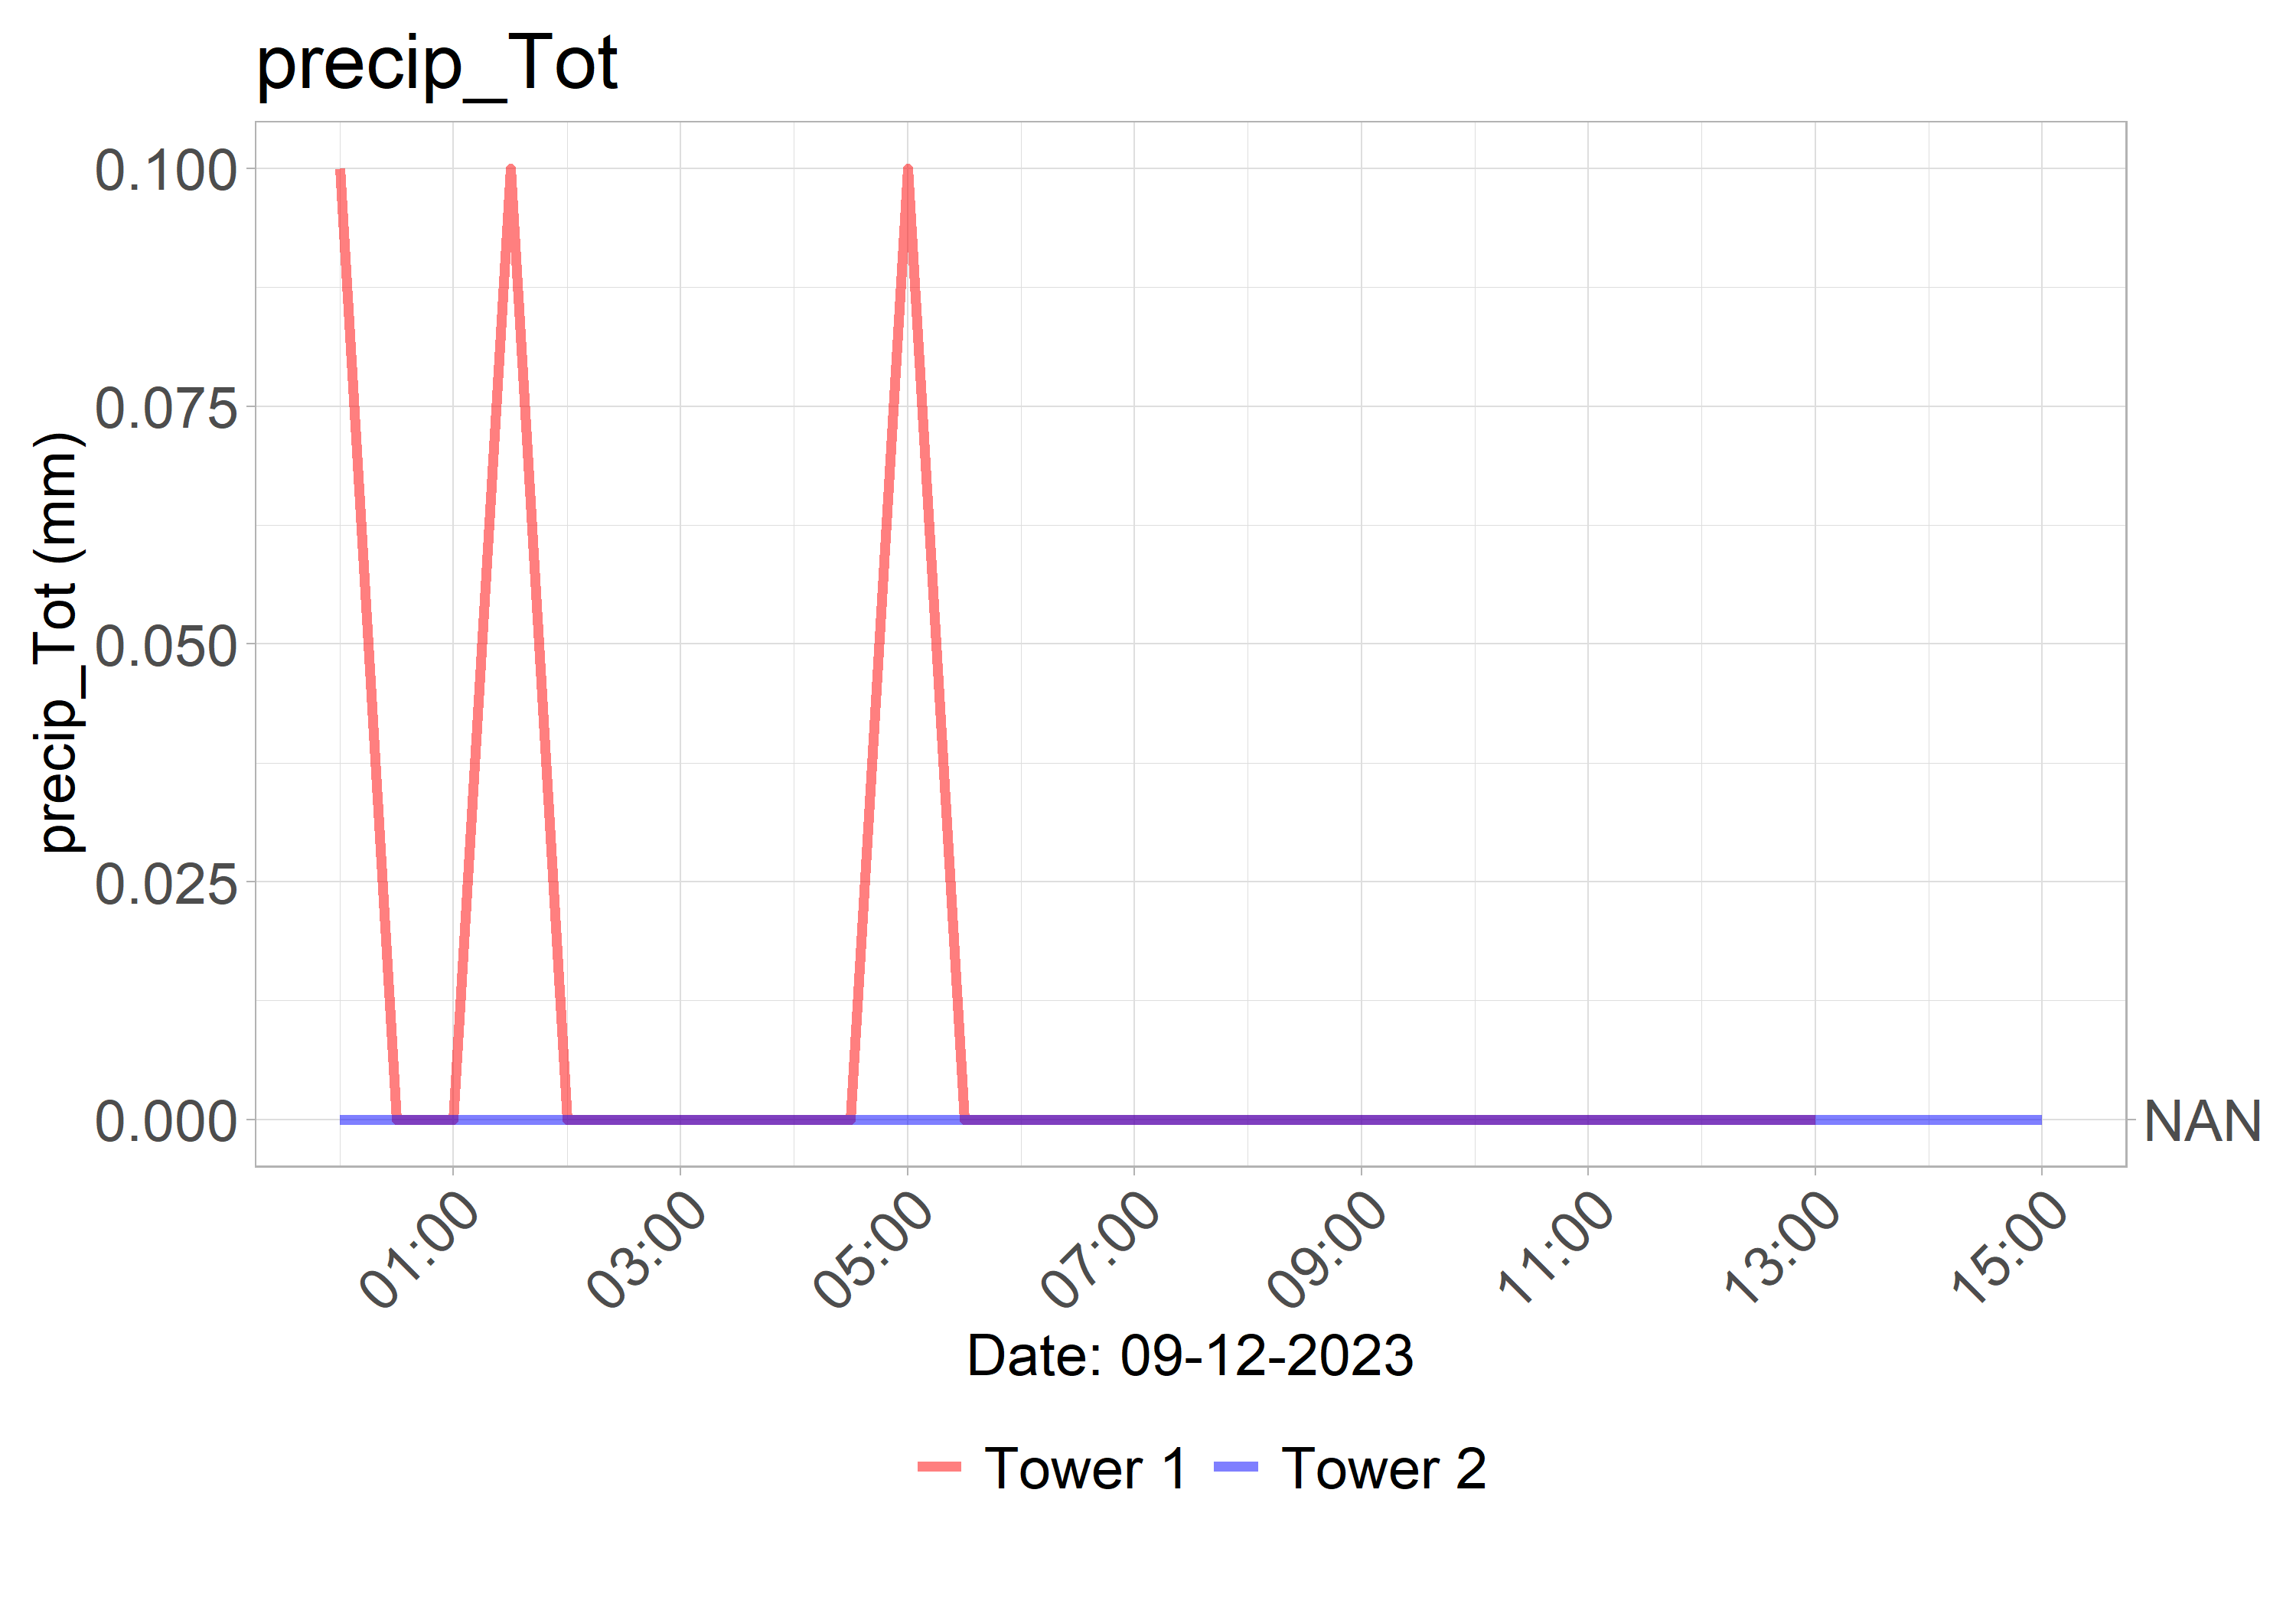 precip_Tot
precip_Tot (mm)
0.100
0.075
0.050
0.025
0.000
NAN
01:00
03:00
05:00
07:00
09:00
11:00
13:00
15:00
Date: 09-12-2023
Tower 1
Tower 2